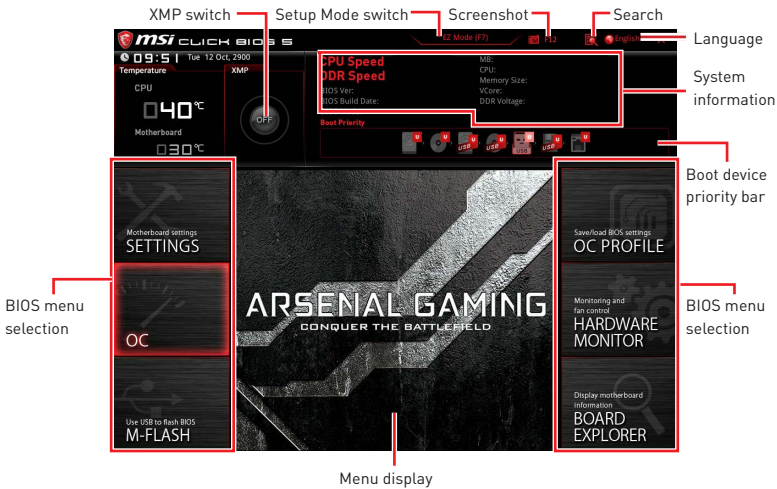 XMP switch
Setup Mode switch
Screenshot
Search
Language
System
information
Boot device
priority bar
BIOS menu
selection
BIOS menu
selection
Menu display
msi CLICK BIOS 5
EZ Mode (F7)
F12
English
09:51 Tue 12 Oct, 2900
Temperature
CPU
40°C
Motherboard
30°C
XMP
OFF
CPU Speed
DDR Speed
BIOS Ver:
BIOS Build Date:
MB:
CPU:
Memory Size:
VCore:
DDR Voltage:
Boot Priority
U
U
U
USB
U
USB
U
USB
U
USB
U
Motherboard settings
SETTINGS
OC
Use USB to flash BIOS
M-FLASH
ARSENAL GAMING
CONQUER THE BATTLEFIELD
Save/load BIOS settings
OC PROFILE
Monitoring and
fan control
HARDWARE
MONITOR
Display motherboard
information
BOARD
EXPLORER